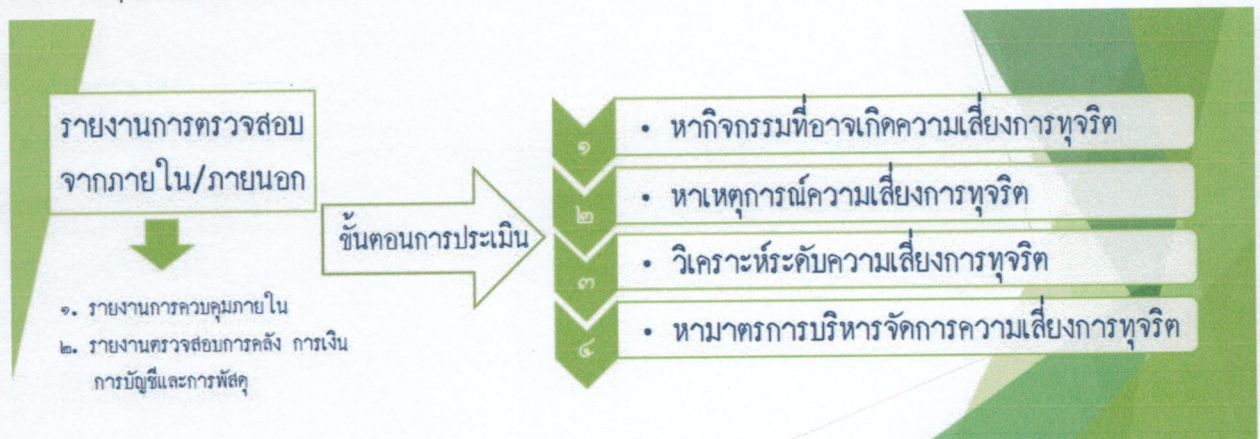 รายงานการตรวจสอบ
จากภายใน/ภายนอก
๑. รายงานการควบคุมภายใน
๒. รายงานตรวจสอบการคลัง การเงิน
การบัญชีและการพัสดุ
ขั้นตอนการประเมิน
๑
• หากิจกรรมที่อาจเกิดความเสี่ยงการทุจริต
๒
• หาเหตุการณ์ความเสี่ยงการทุจริต
๓
• วิเคราะห์ระดับความเสี่ยงการทุจริต
๔
• หามาตรการบริหารจัดการความเสี่ยงการทุจริต